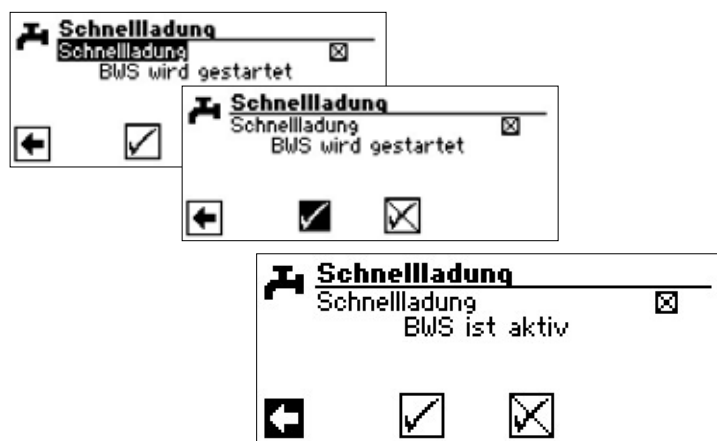 Schnellladung
Schnellladung
BWS wird gestartet
Schnellladung
Schnellladung
BWS wird gestartet
Schnellladung
Schnellladung
BWS ist aktiv